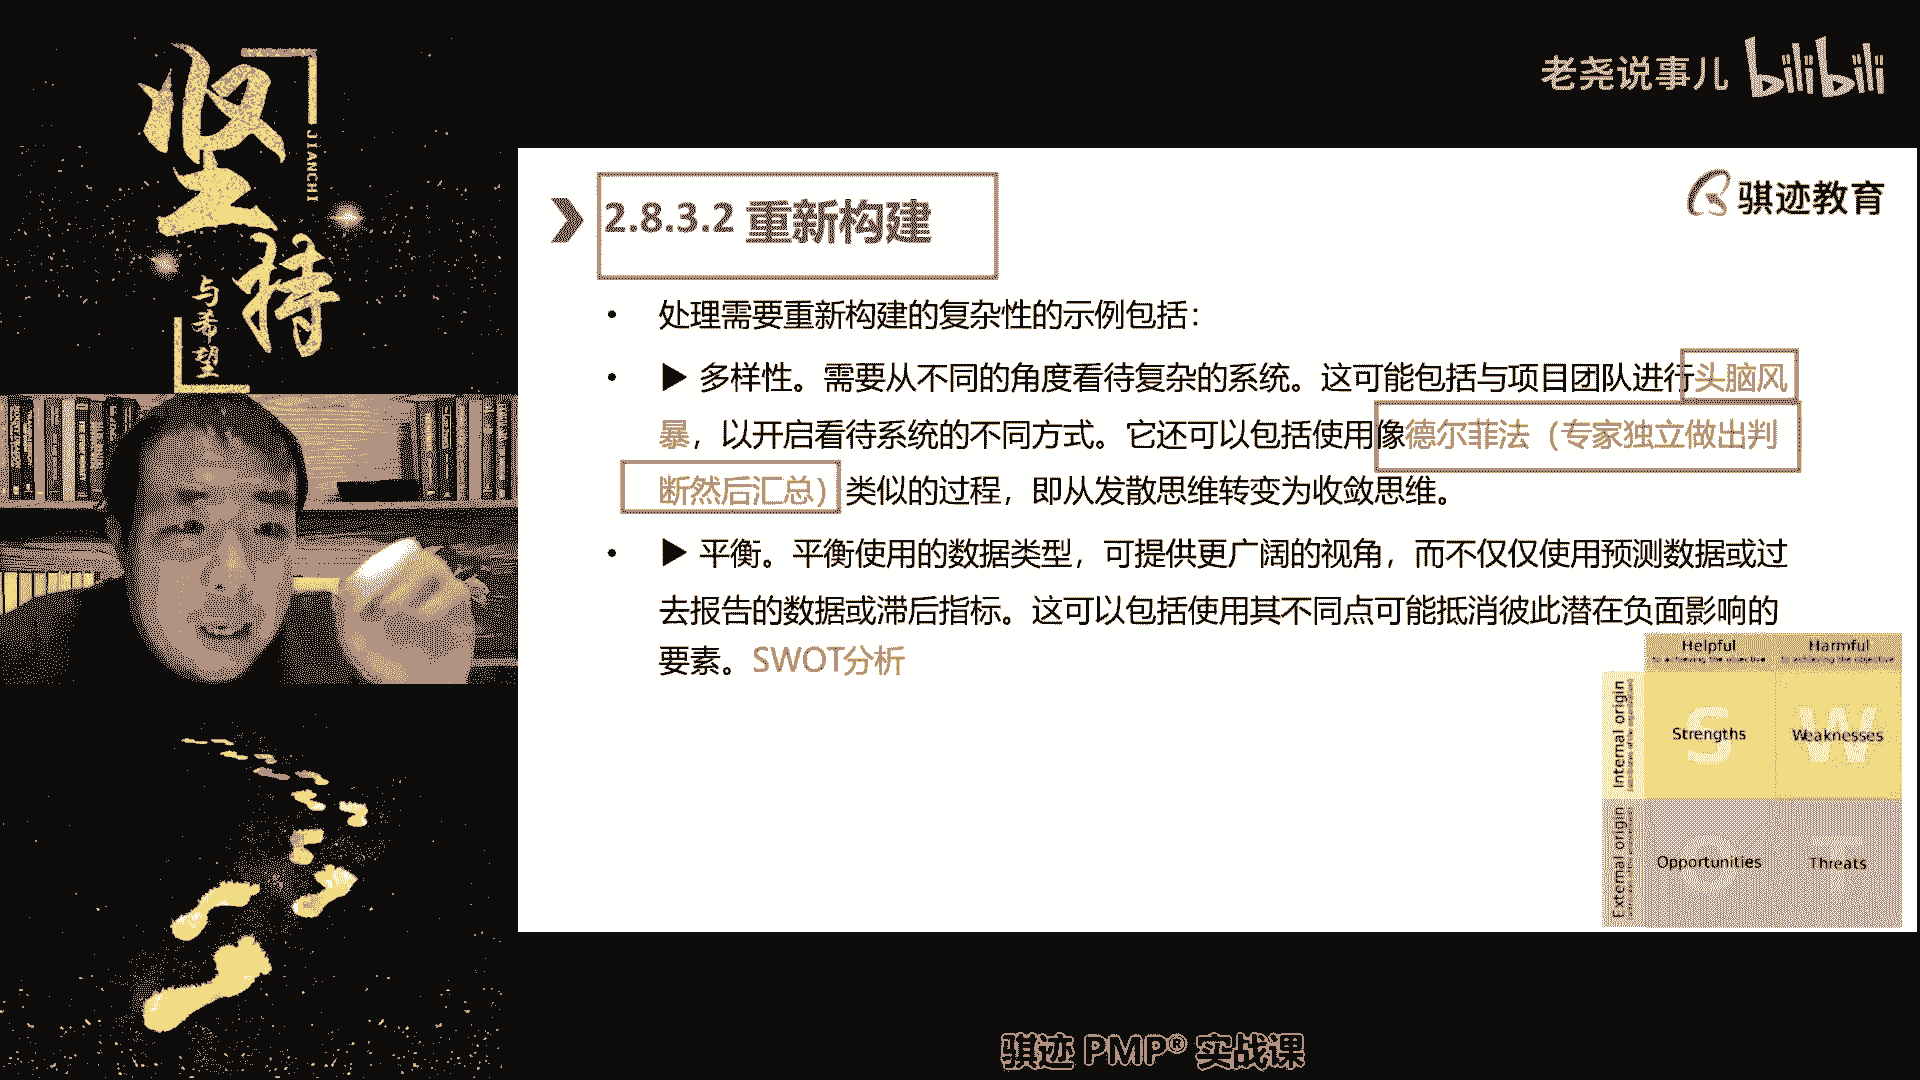 坚持
JIANCHI
与希望
老尧说事儿 bilibili
骐迹教育
2.8.3.2 重新构建
• 处理需要重新构建的复杂性的示例包括：
• ▶ 多样性。需要从不同的角度看待复杂的系统。这可能包括与项目团队进行头脑风
暴，以开启看待系统的不同方式。它还可以包括使用像德尔菲法（专家独立做出判
断然后汇总）类似的过程，即从发散思维转变为收敛思维。
• ▶ 平衡。平衡使用的数据类型，可提供更广阔的视角，而不仅仅使用预测数据或过
去报告的数据或滞后指标。这可以包括使用其不同点可能抵消彼此潜在负面影响的
要素。SWOT分析
Helpful
to achieving the objective
Harmful
to achieving the objective
Internal origin
S
Strengths
W
Weaknesses
External origin
O
Opportunities
T
Threats
骐迹 PMP® 实战课